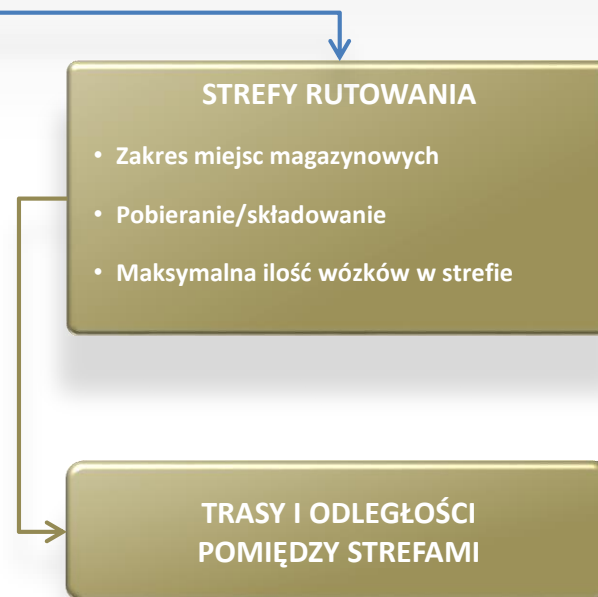 STREFY RUTOWANIA
• Zakres miejsc magazynowych
• Pobieranie/składowanie
• Maksymalna ilość wózków w strefie
TRASY I ODLEGŁOŚCI
POMIĘDZY STREFAMI